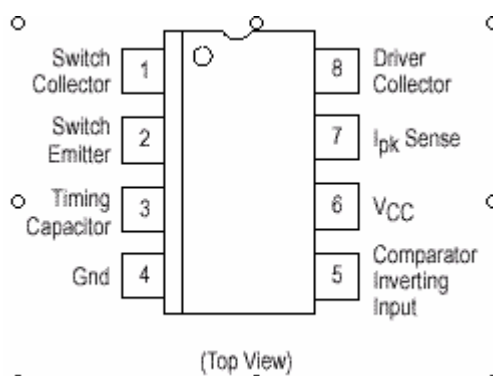 Switch
Collector
1
8
Driver
Collector
Switch
Emitter
2
7
Ipk Sense
Timing
Capacitor
3
6
VCC
Gnd
4
5
Comparator
Inverting
Input
(Top View)